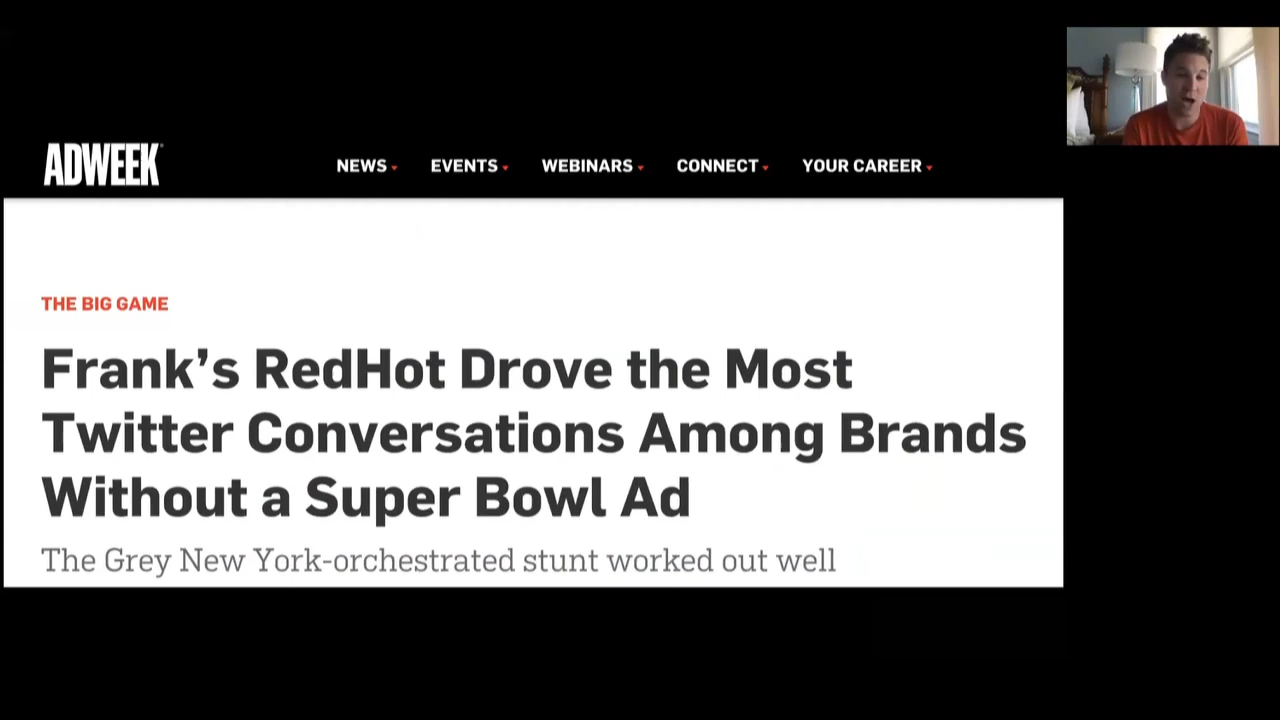 ADWEEK
NEWS EVENTS WEBINARS CONNECT YOUR CAREER
THE BIG GAME
Frank’s RedHot Drove the Most
Twitter Conversations Among Brands
Without a Super Bowl Ad
The Grey New York-orchestrated stunt worked out well